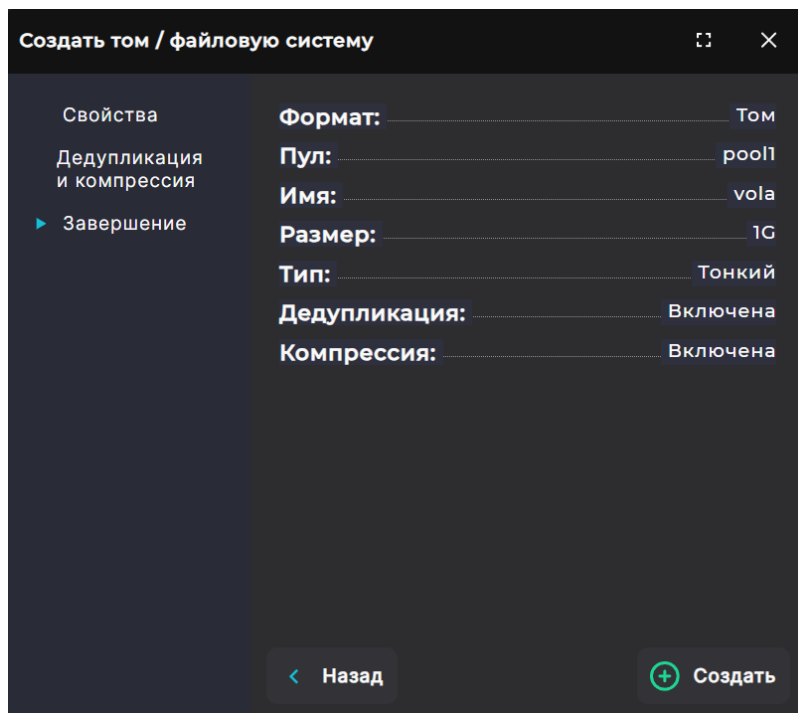 Создать том / файловую систему
Свойства
Дедупликация
и компрессия
Завершение
Формат: Том
Пул: pool1
Имя: vola
Размер: 1G
Тип: Тонкий
Дедупликация: Включена
Компрессия: Включена
Назад
Создать